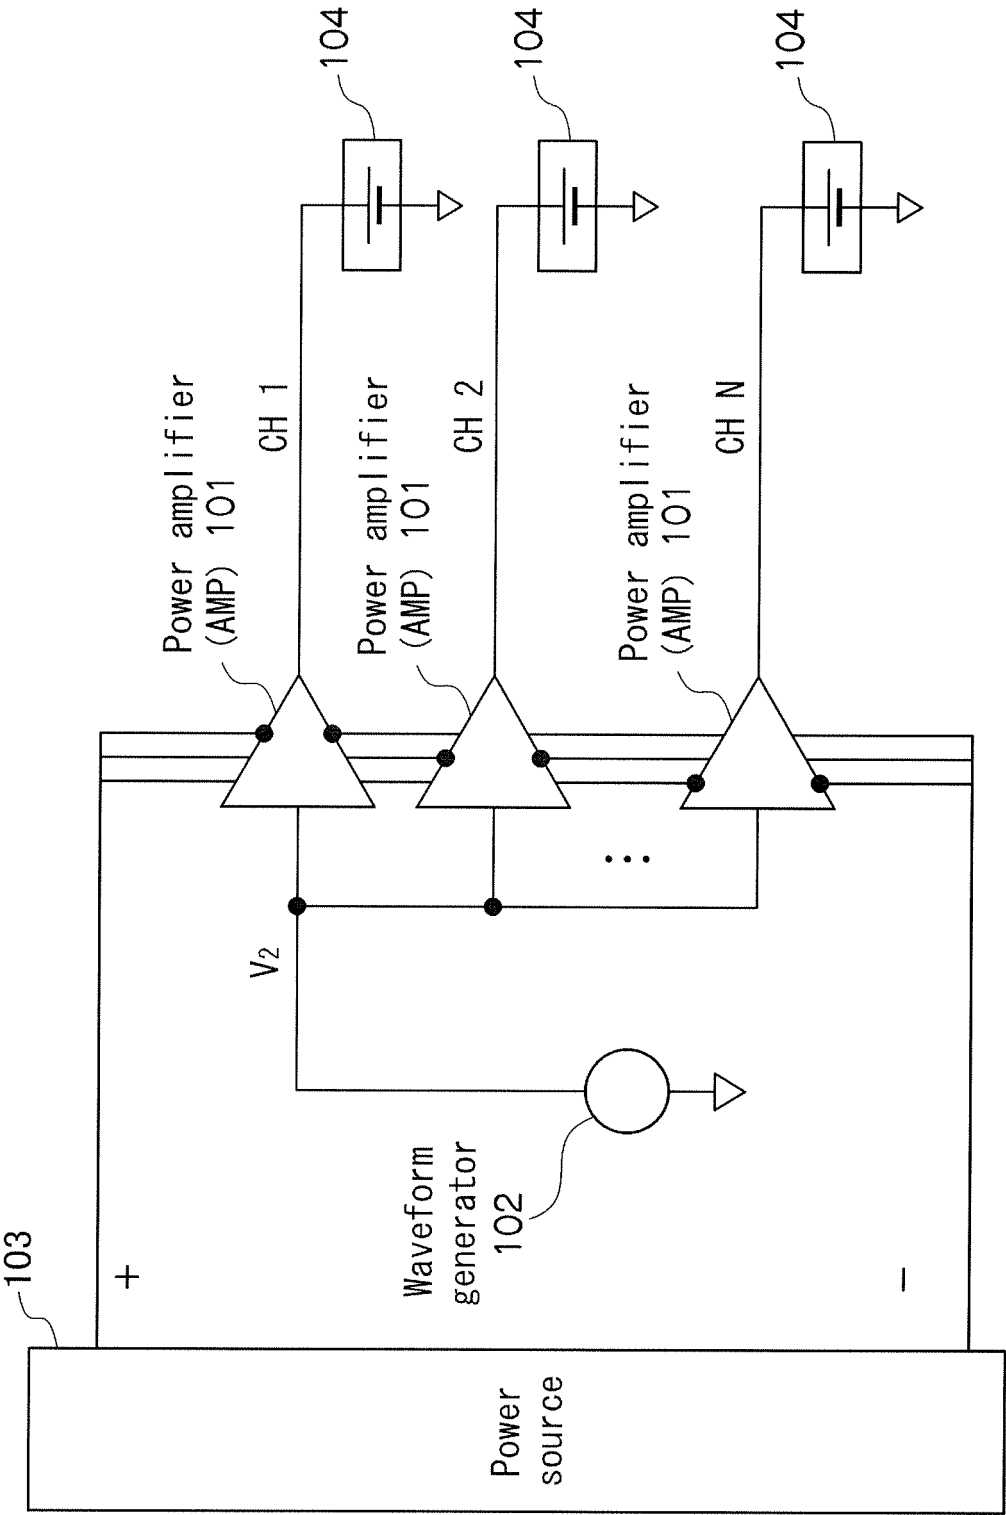 103
+
−
Power
source
Waveform
generator
102
V2
...
Power amplifier
(AMP) 101
Power amplifier
(AMP) 101
Power amplifier
(AMP) 101
CH 1
CH 2
CH N
104
104
104